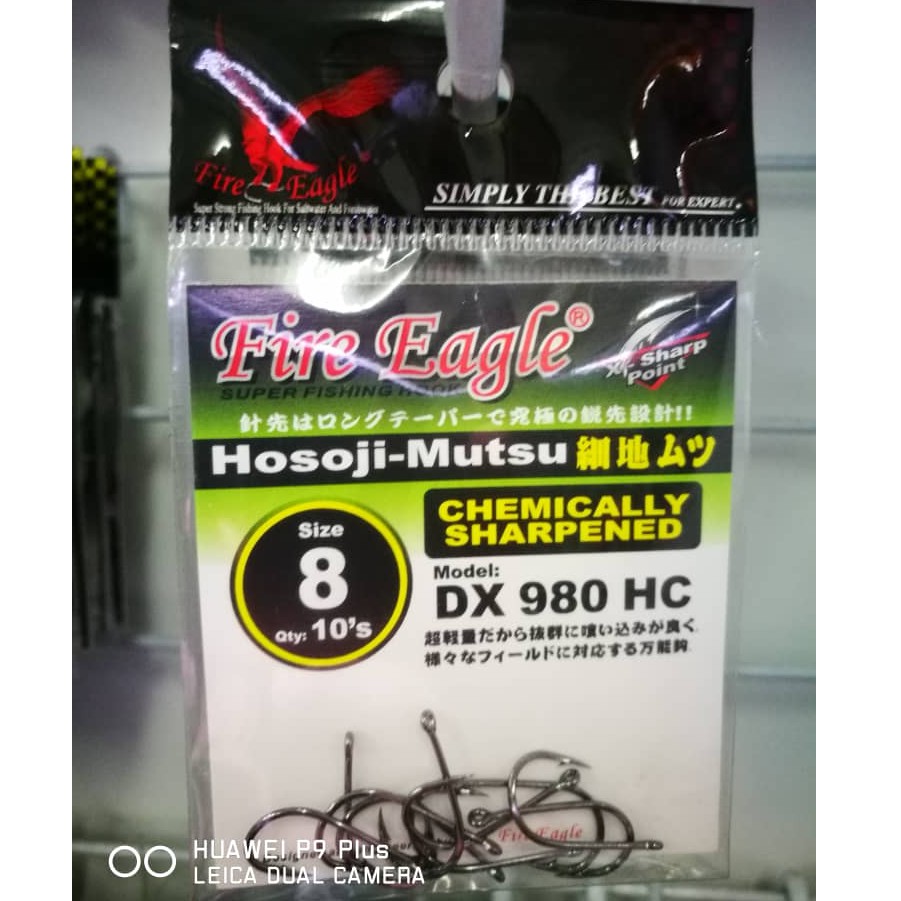 Fire Eagle®
Super Strong Fishing Hook For Saltwater And Freshwater
SIMPLY THE BEST FOR EXPERT
Fire Eagle®
SUPER FISHING HOOK
Sharp
Point
針先はロングテーパーで究極の鋭先設計!!
Hosoji-Mutsu 細地ムツ
Size
8
Qty: 10's
CHEMICALLY
SHARPENED
Model:
DX 980 HC
超軽量だから抜群に喰い込みが良く、
様々なフィールドに対応する万能鈎.
Fire Eagle
HUAWEI P9 Plus
LEICA DUAL CAMERA